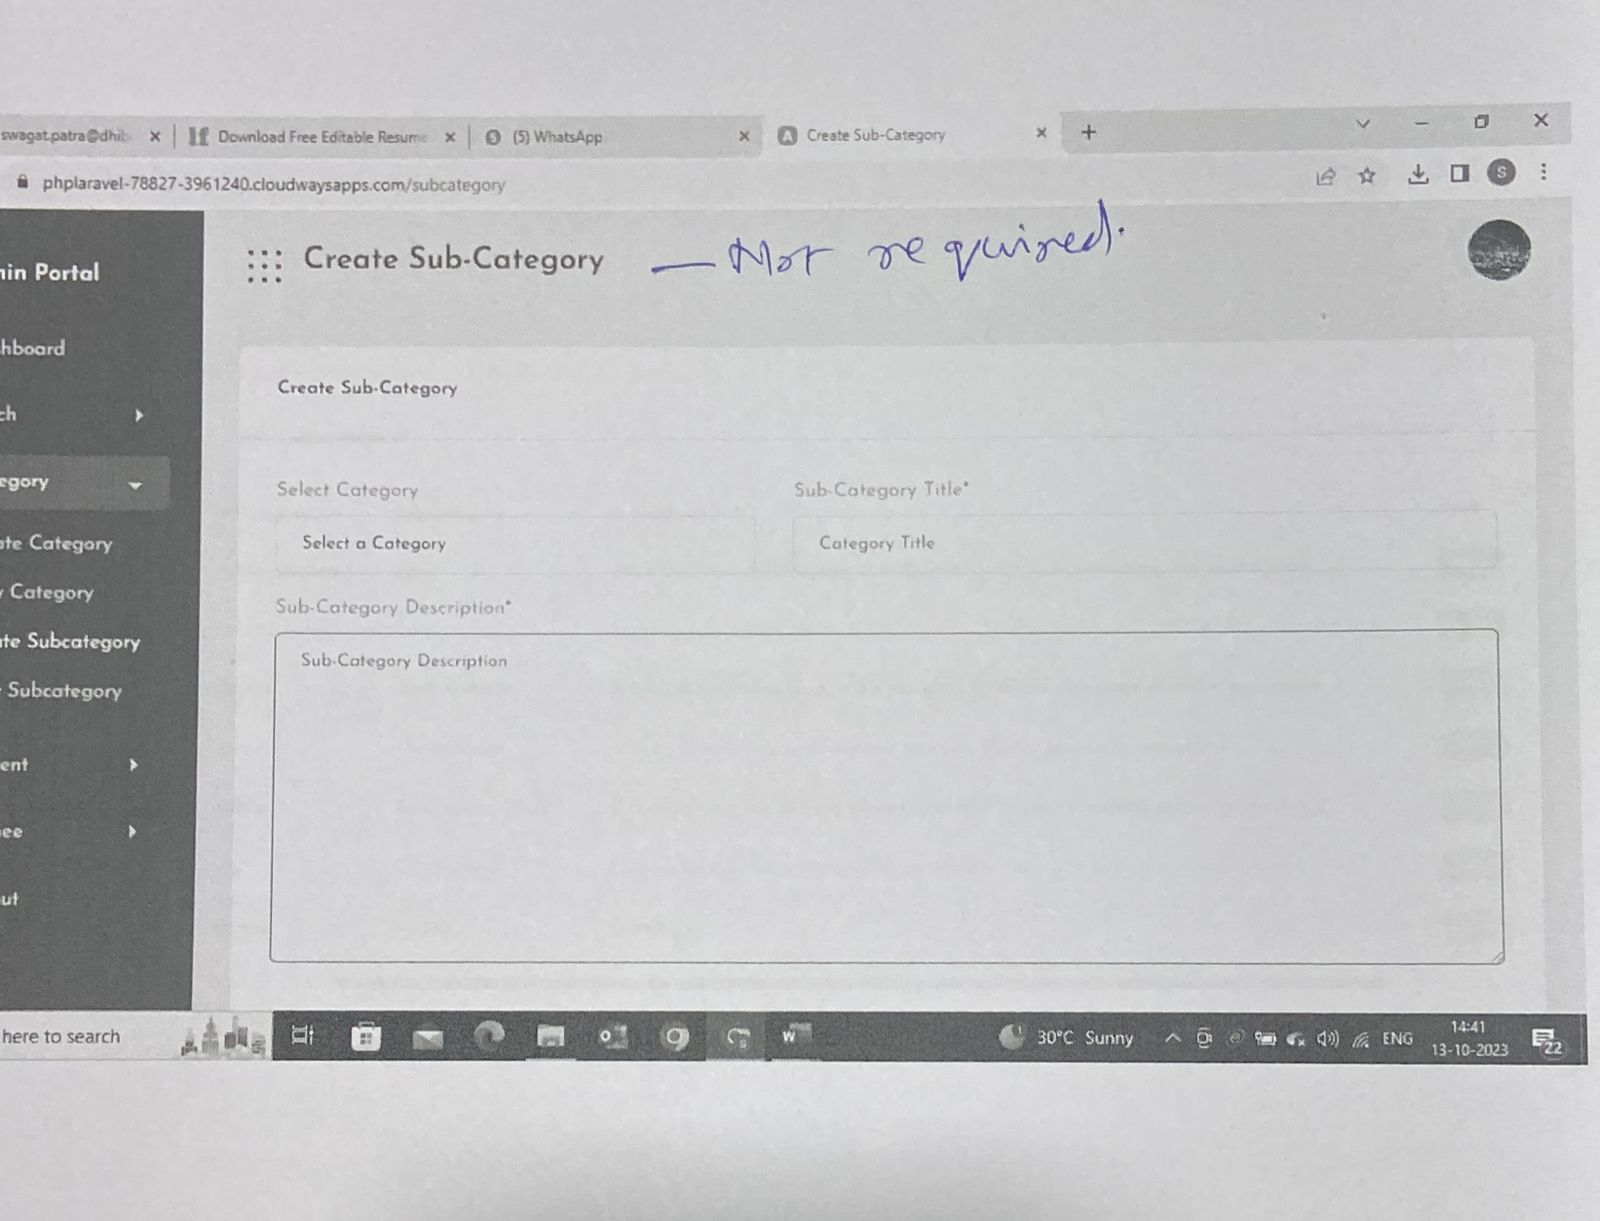 swagat.patra@dhib
Download Free Editable Resume
(5) WhatsApp
Create Sub-Category
phplaravel-78827-3961240.cloudwaysapps.com/subcategory
S
Create Sub-Category — Not required.
nin Portal
hboard
ch
egory
ate Category
Category
ate Subcategory
Subcategory
ent
ee
ut
Create Sub-Category
Select Category
Sub-Category Title*
Select a Category
Category Title
Sub-Category Description*
Sub-Category Description
here to search
30°C Sunny
ENG
14:41
13-10-2023
22